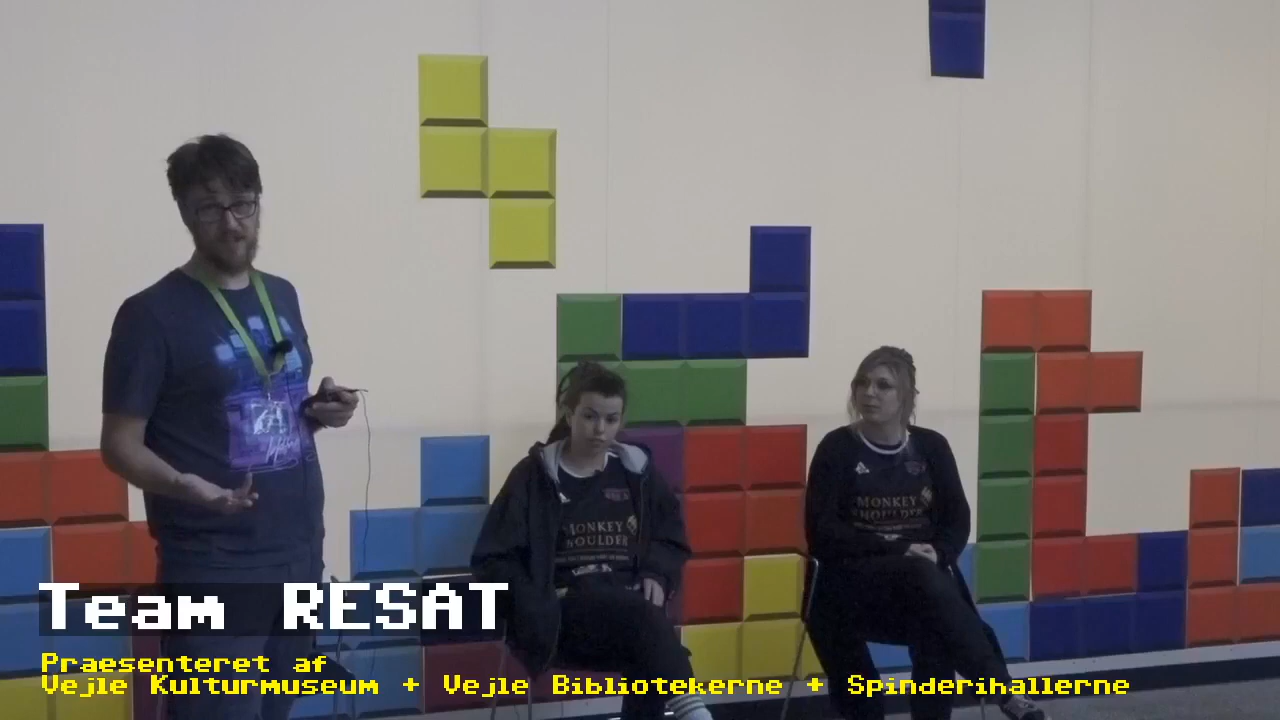 MONKEY
SHOULDER
MONKEY
SHOULDER
Team RESAT
Praesenteret af
Vejle Kulturmuseum + Vejle Bibliotekerne + Spinderihallerne